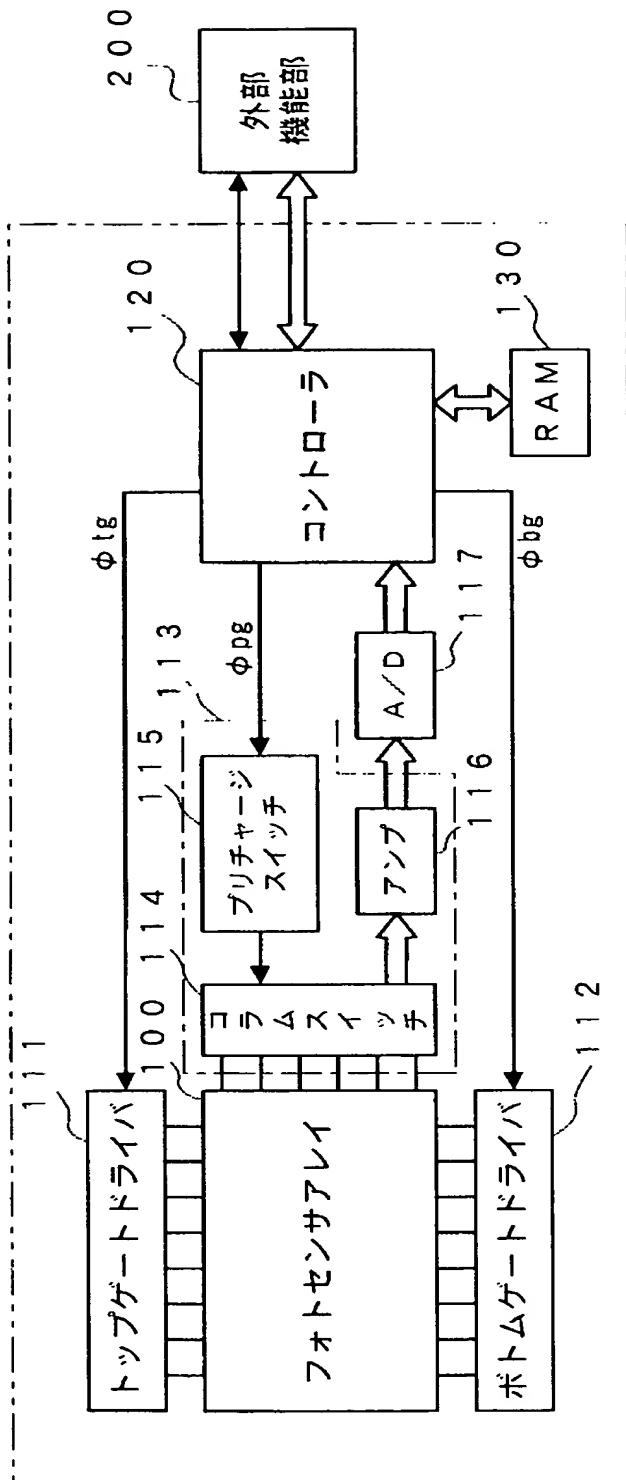 200
外部
機能部
120
コントローラ
130
RAM
φtg
φpg
φbg
113
117
A/D
115
プリチャージ
スイッチ
116
アンプ
114
コラムスイッチ
100
フォトセンサアレイ
111
トップゲートドライバ
112
ボトムゲートドライバ